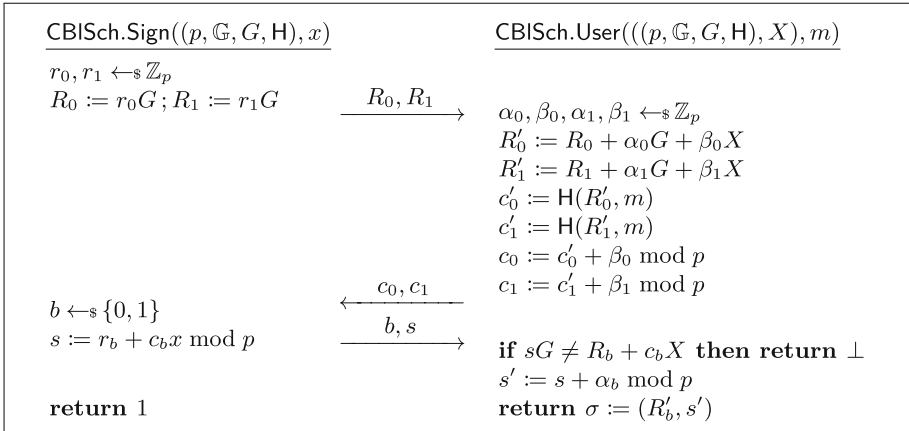 CBlSch.Sign((p, 𝔾, G, H), x)
r₀, r₁ ←$ ℤₚ
R₀ := r₀G ; R₁ := r₁G
R₀, R₁
CBlSch.User(((p, 𝔾, G, H), X), m)
α₀, β₀, α₁, β₁ ←$ ℤₚ
R′₀ := R₀ + α₀G + β₀X
R′₁ := R₁ + α₁G + β₁X
c′₀ := H(R′₀, m)
c′₁ := H(R′₁, m)
c₀ := c′₀ + β₀ mod p
c₁ := c′₁ + β₁ mod p
c₀, c₁
b ←$ {0, 1}
s := r_b + c_b x mod p
b, s
if sG ≠ R_b + c_b X then return ⊥
s′ := s + α_b mod p
return 1
return σ := (R′_b, s′)